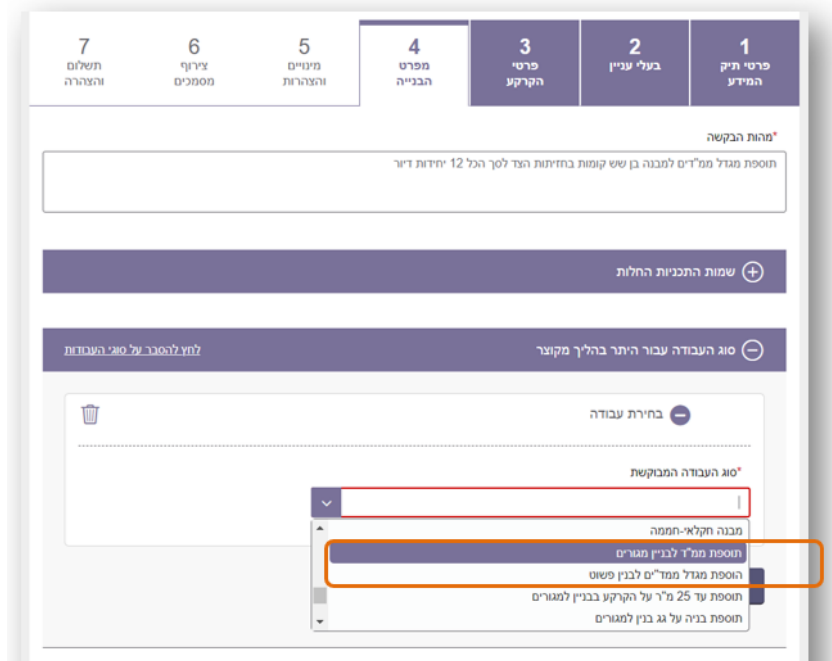 1
פרטי תיק
המידע
2
בעלי עניין
3
פרטי
הקרקע
4
מפרט
הבנייה
5
מינויים
והצהרות
6
צירוף
מסמכים
7
תשלום
והצהרה
*מהות הבקשה
תוספת מגדל ממ"דים למבנה בן שש קומות בחזיתות הצד לסך הכל 12 יחידות דיור
שמות התכניות החלות
סוג העבודה עבור היתר בהליך מקוצר
לחץ להסבר על סוגי העבודות
בחירת עבודה
*סוג העבודה המבוקשת
מבנה חקלאי-חממה
תוספת ממ"ד לבניין מגורים
הוספת מגדל ממד"ים לבנין פשוט
תוספת עד 25 מ"ר על הקרקע בבניין למגורים
תוספת בניה על גג בנין למגורים